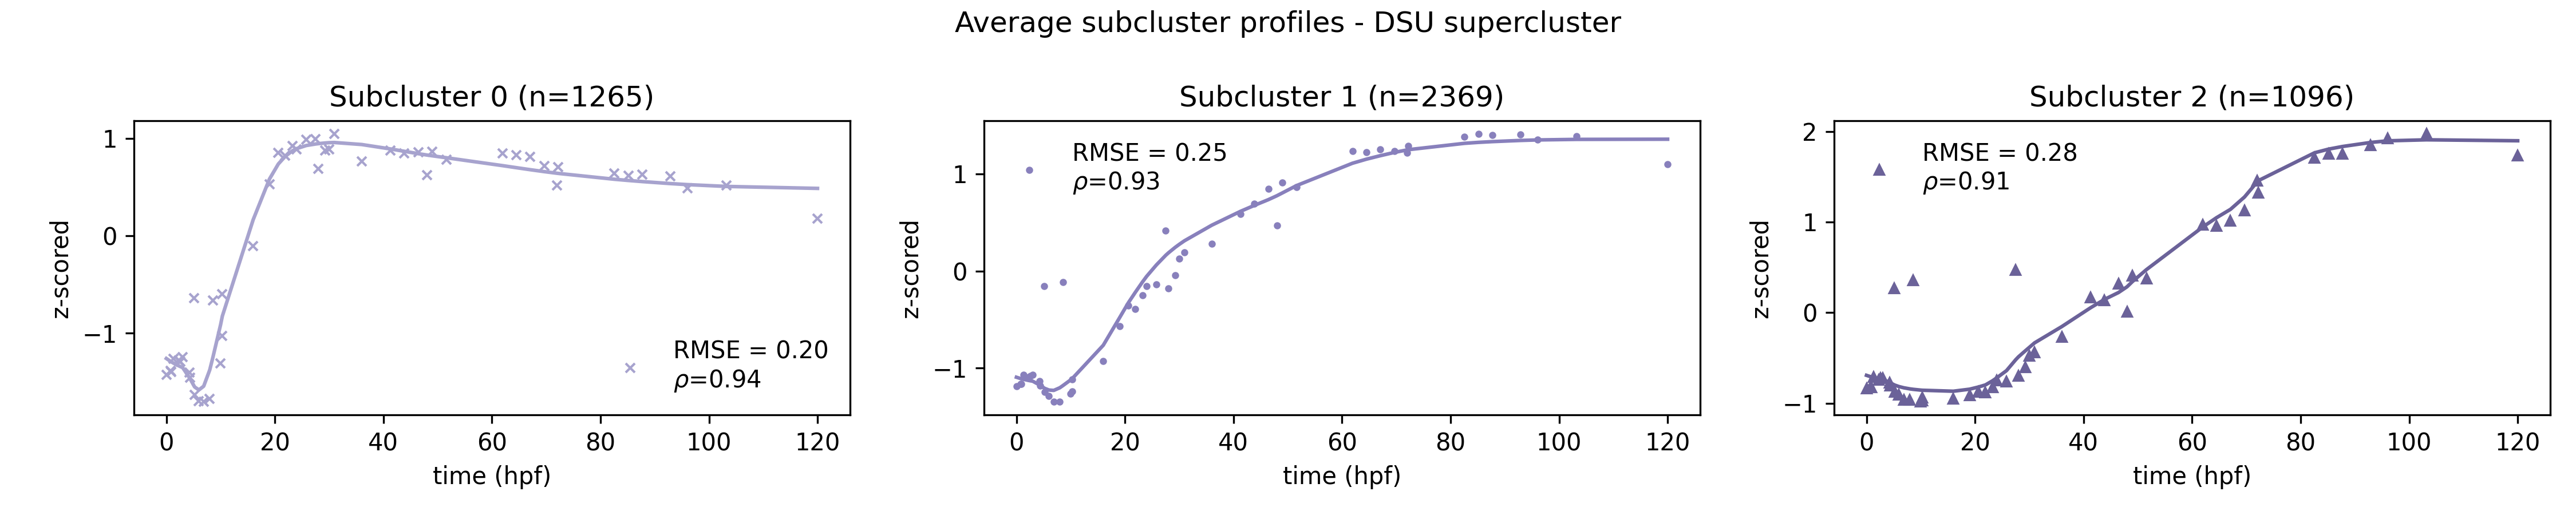 Average subcluster profiles - DSU supercluster
Subcluster 0 (n=1265)
1
0
−1
z-scored
RMSE = 0.20
ρ=0.94
0 20 40 60 80 100 120
time (hpf)
Subcluster 1 (n=2369)
1
0
−1
z-scored
RMSE = 0.25
ρ=0.93
0 20 40 60 80 100 120
time (hpf)
Subcluster 2 (n=1096)
2
1
0
−1
z-scored
RMSE = 0.28
ρ=0.91
0 20 40 60 80 100 120
time (hpf)